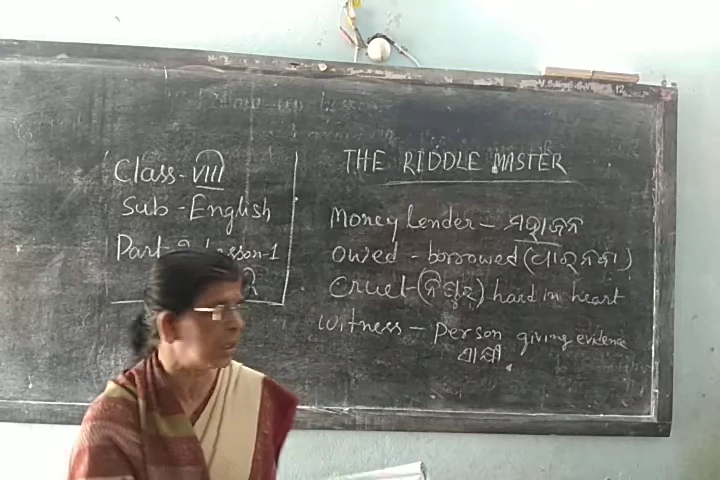 Class-VIII
Sub-English
Part Lesson-1
THE RIDDLE MASTER
Money Lender - ମହାଜନ
Owed - borrowed (ଧାର ନେବା)
Cruel-(ନିଷ୍ଠୁର) hard in heart
Witness - Person giving evidence
ସାକ୍ଷୀ